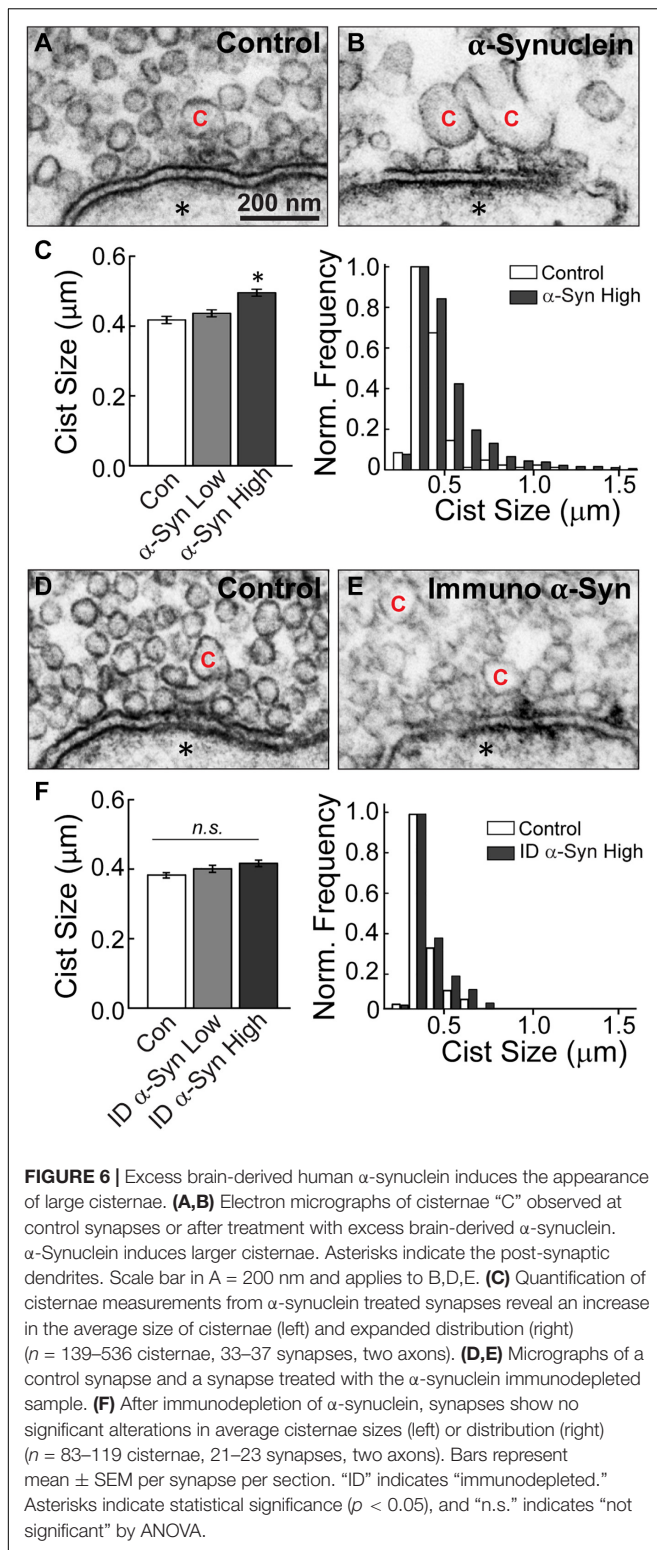 A Control
B α-Synuclein
C
C C
200 nm
*
*
C
Cist Size (μm)
0.6
0.4
0.2
0.0
*
Con
α-Syn Low
α-Syn High
Norm. Frequency
1.0
0.8
0.6
0.4
0.2
0
Control
α-Syn High
0.5 1.0 1.5
Cist Size (μm)
D Control
E Immuno α-Syn
C
C
C
*
*
F
Cist Size (μm)
0.6
0.4
0.2
0.0
n.s.
Con
ID α-Syn Low
ID α-Syn High
Norm. Frequency
1.0
0.8
0.6
0.4
0.2
0
Control
ID α-Syn High
0.5 1.0 1.5
Cist Size (μm)
FIGURE 6 | Excess brain-derived human α-synuclein induces the appearance
of large cisternae. (A,B) Electron micrographs of cisternae “C” observed at
control synapses or after treatment with excess brain-derived α-synuclein.
α-Synuclein induces larger cisternae. Asterisks indicate the post-synaptic
dendrites. Scale bar in A = 200 nm and applies to B,D,E. (C) Quantification of
cisternae measurements from α-synuclein treated synapses reveal an increase
in the average size of cisternae (left) and expanded distribution (right)
(n = 139–536 cisternae, 33–37 synapses, two axons). (D,E) Micrographs of a
control synapse and a synapse treated with the α-synuclein immunodepleted
sample. (F) After immunodepletion of α-synuclein, synapses show no
significant alterations in average cisternae sizes (left) or distribution (right)
(n = 83–119 cisternae, 21–23 synapses, two axons). Bars represent
mean ± SEM per synapse per section. “ID” indicates “immunodepleted.”
Asterisks indicate statistical significance (p < 0.05), and “n.s.” indicates “not
significant” by ANOVA.